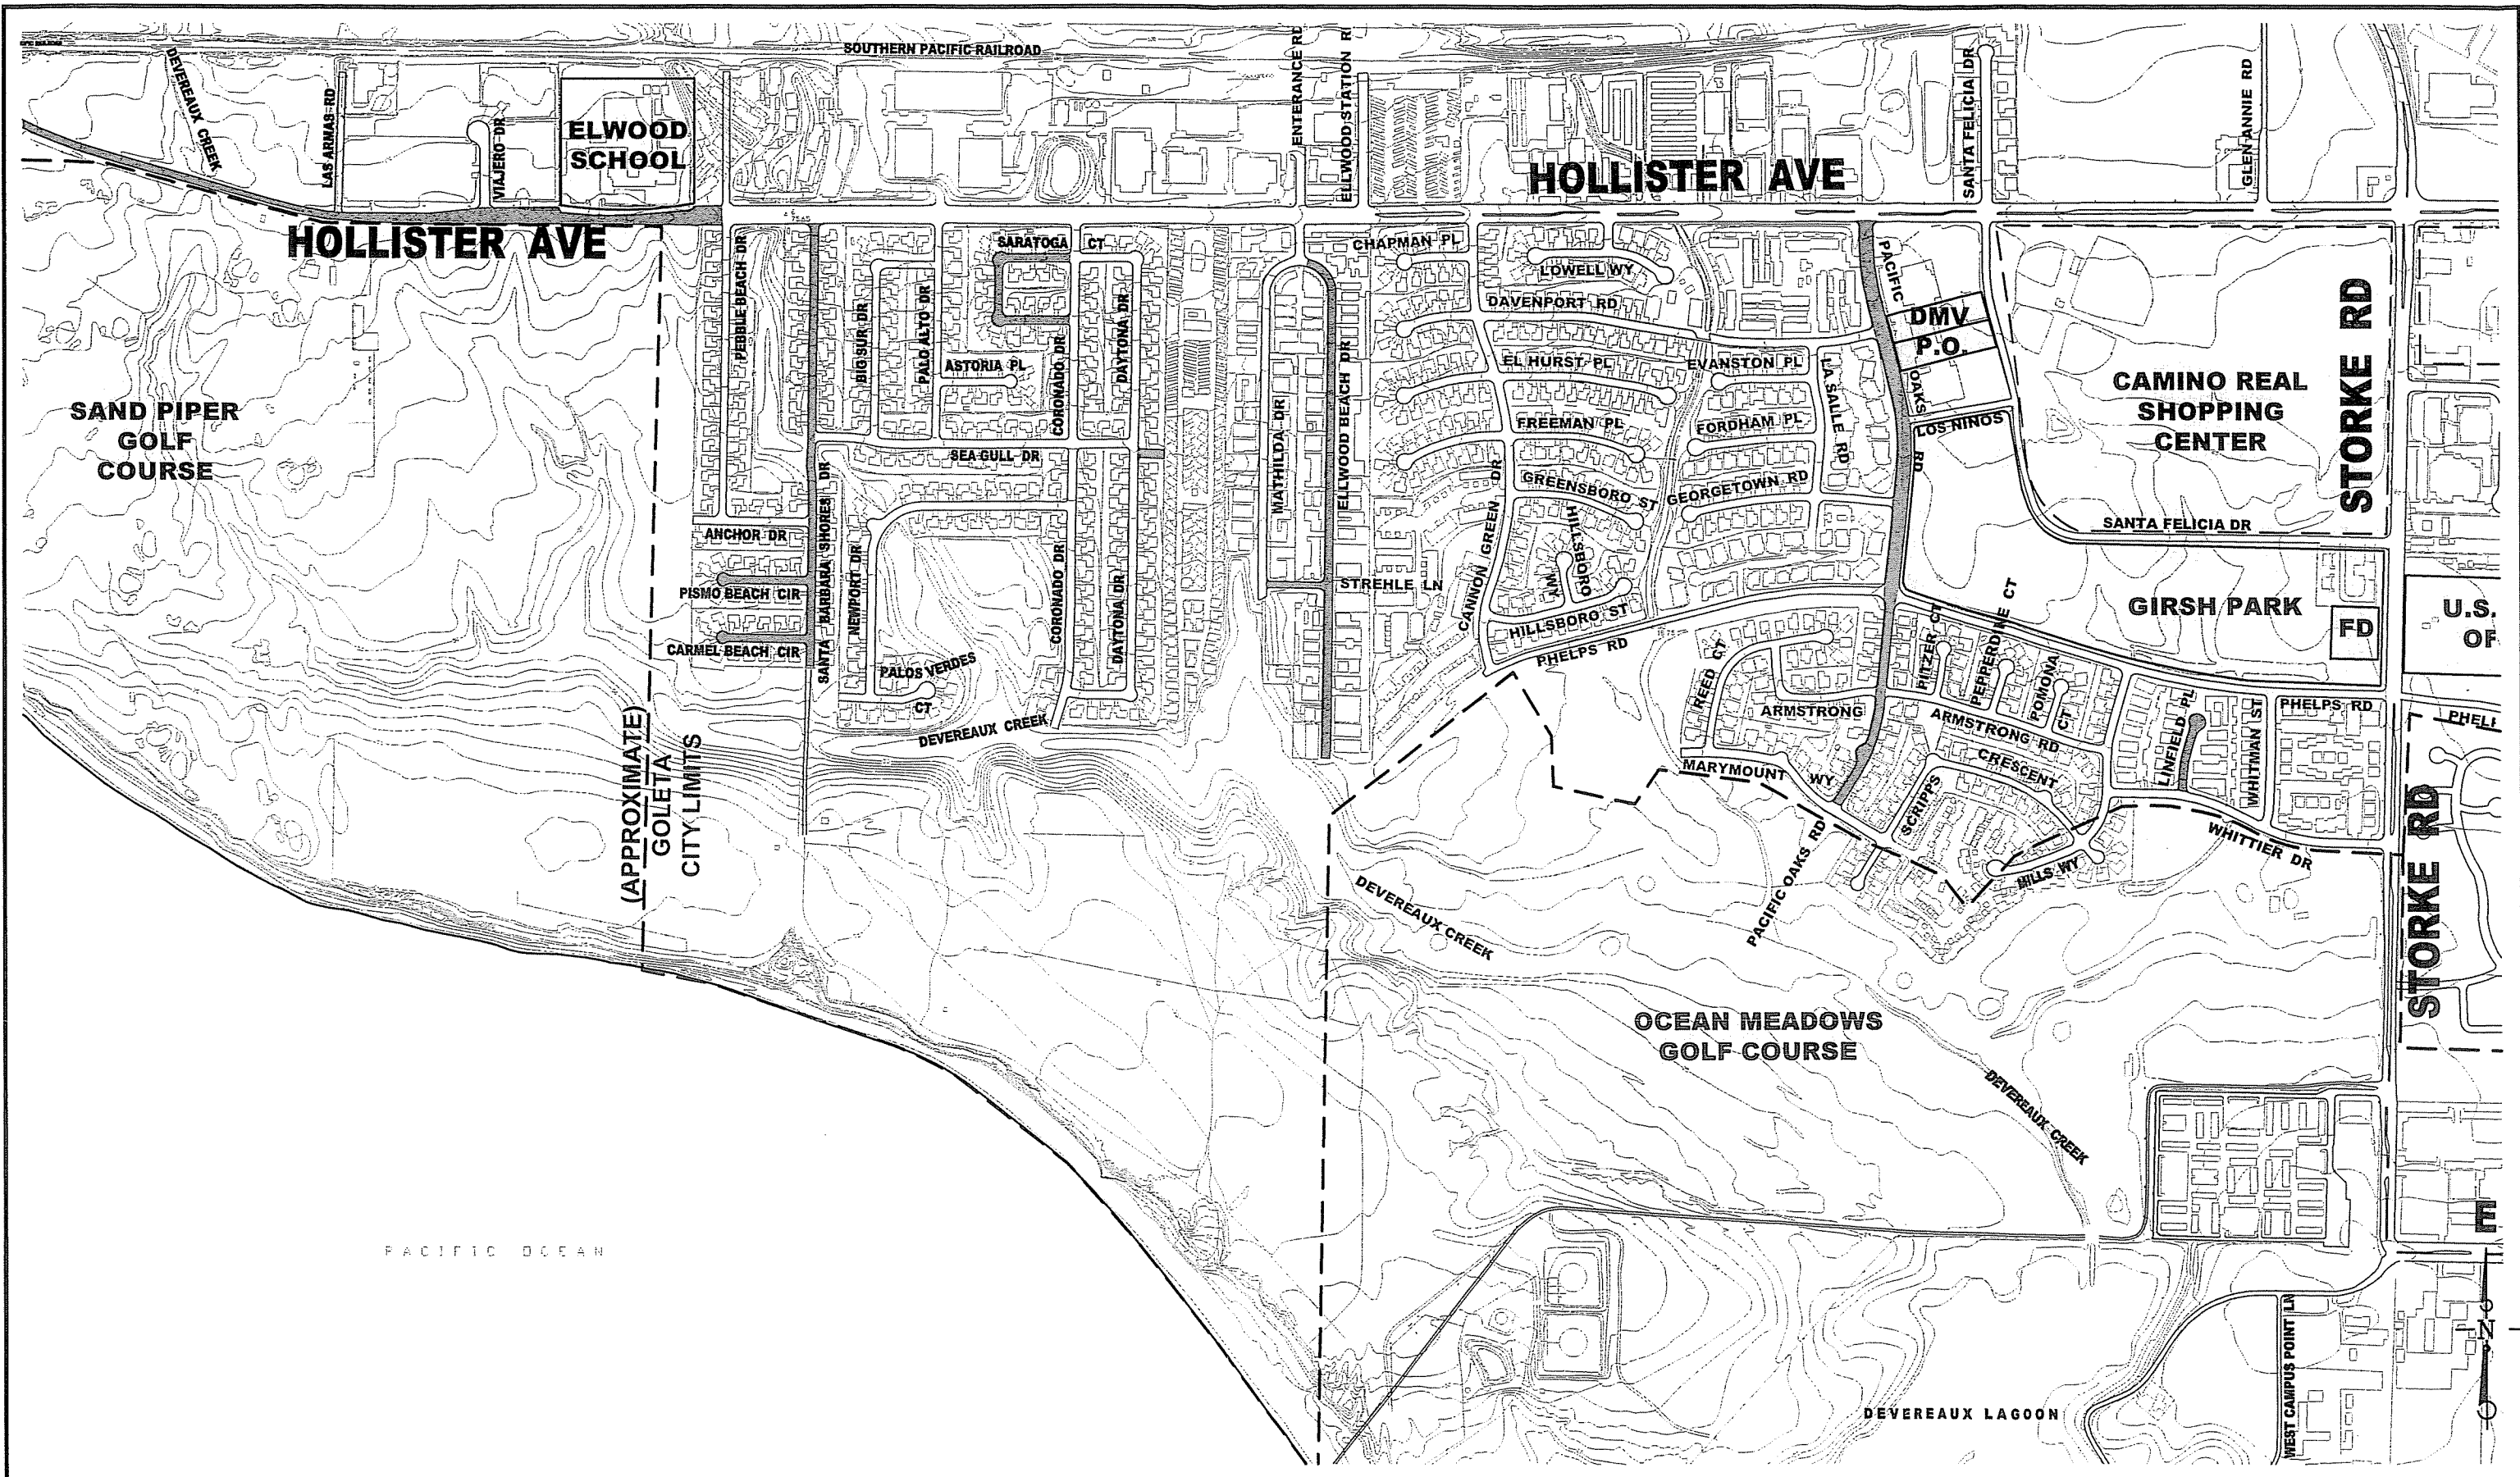 SOUTHERN PACIFIC RAILROAD
DEVEREAUX CREEK
LAS ARMAS RD
VIAJERO DR
ELWOOD
SCHOOL
ENTERANCE RD
ELLWOOD STATION R
HOLLISTER AVE
SANTA FELICIA DR
GLEN ANNIE RD
HOLLISTER AVE
PEBBLE BEACH DR
SARATOGA CT
BIG SUR DR
PALO ALTO DR
ASTORIA PL
CORONADO DR
DAYTONA DR
SEA GULL DR
MATHILDA DR
ELLWOOD BEACH DR
CHAPMAN PL
LOWELL WY
DAVENPORT RD
EL HURST PL
EVANSTON PL
FREEMAN PL
FORDHAM PL
LA SALLE RD
PACIFIC
OAKS
RD
DMV
P.O.
LOS NINOS
CAMINO REAL
SHOPPING
CENTER
STORKE RD
SAND PIPER
GOLF
COURSE
GREENSBORO ST
GEORGETOWN RD
SANTA FELICIA DR
ANCHOR DR
PISMO BEACH CIR
CARMEL BEACH CIR
SANTA BARBARA SHORES DR
NEWPORT DR
PALOS VERDES
CT
CORONADO DR
DAYTONA DR
DEVEREAUX CREEK
STREHLE LN
CANNON GREEN DR
HILLSBORO
WY
HILLSBORO ST
PHELPS RD
GIRSH PARK
FD
U.S.
OF
REED CT
ARMSTRONG
PITZER CT
PEPPERDINE CT
POMONA
CT
ARMSTRONG RD
CRESCENT
LINFIELD PL
WHITMAN ST
PHELPS RD
PHELF
MARYMOUNT WY
SCRIPPS
MILLS WY
WHITTIER DR
STORKE RD
PACIFIC OAKS RD
(APPROXIMATE)
GOLETA
CITY LIMITS
DEVEREAUX CREEK
OCEAN MEADOWS
GOLF COURSE
DEVEREAUX CREEK
PACIFIC OCEAN
E
N
DEVEREAUX LAGOON
WEST CAMPUS POINT LN